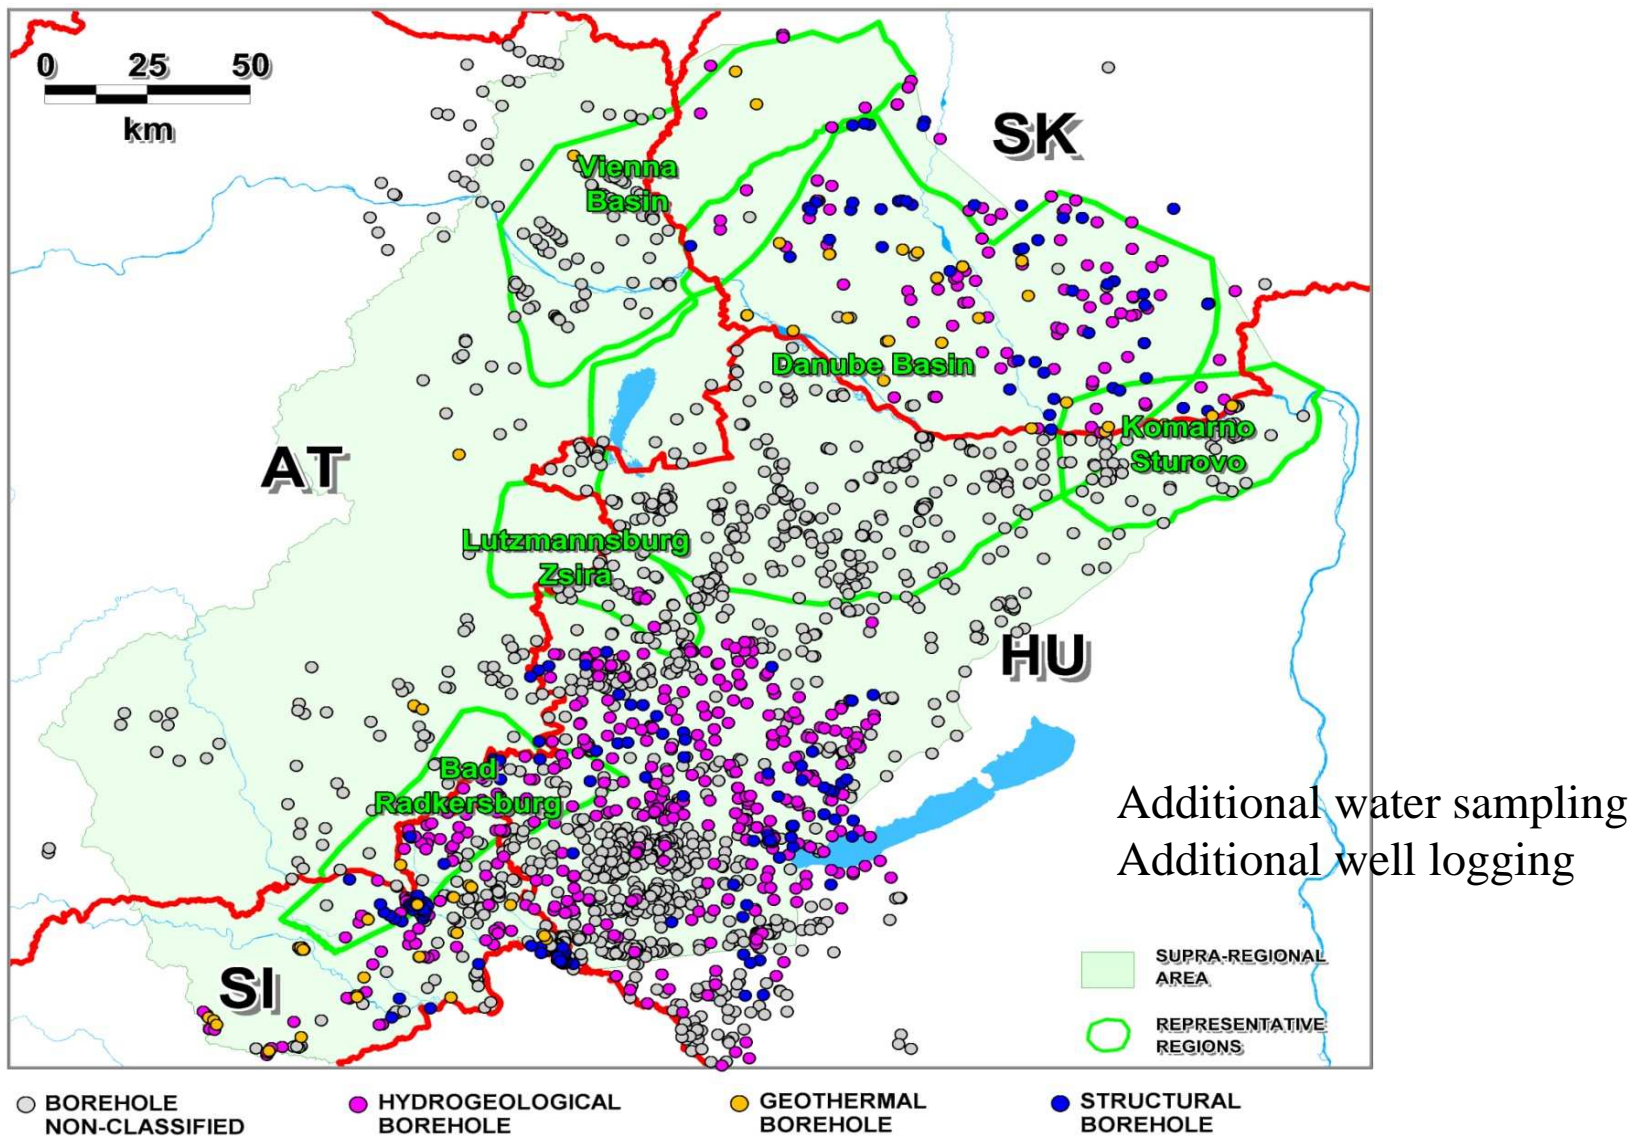 0 25 50
km
SK
Vienna
Basin
Danube Basin
Komarno
Sturovo
AT
Lutzmannsburg
Zsira
HU
Bad
Radkersburg
Additional water sampling
Additional well logging
SI
SUPRA-REGIONAL
AREA
REPRESENTATIVE
REGIONS
BOREHOLE
NON-CLASSIFIED
HYDROGEOLOGICAL
BOREHOLE
GEOTHERMAL
BOREHOLE
STRUCTURAL
BOREHOLE